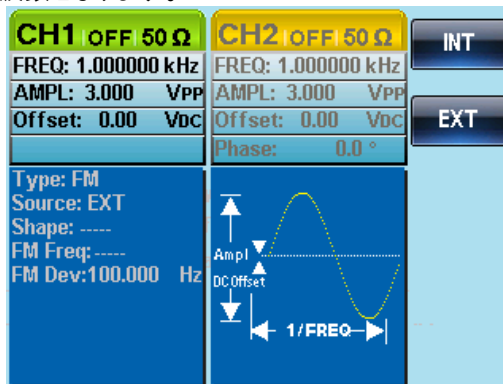 CH1 OFF 50 Ω
FREQ: 1.000000 kHz
AMPL: 3.000 VPP
Offset: 0.00 VDC
CH2 OFF 50 Ω
FREQ: 1.000000 kHz
AMPL: 3.000 VPP
Offset: 0.00 VDC
Phase: 0.0 °
INT
EXT
Type: FM
Source: EXT
Shape: -----
FM Freq:-----
FM Dev:100.000 Hz
Ampl
DC Offset
1/FREQ